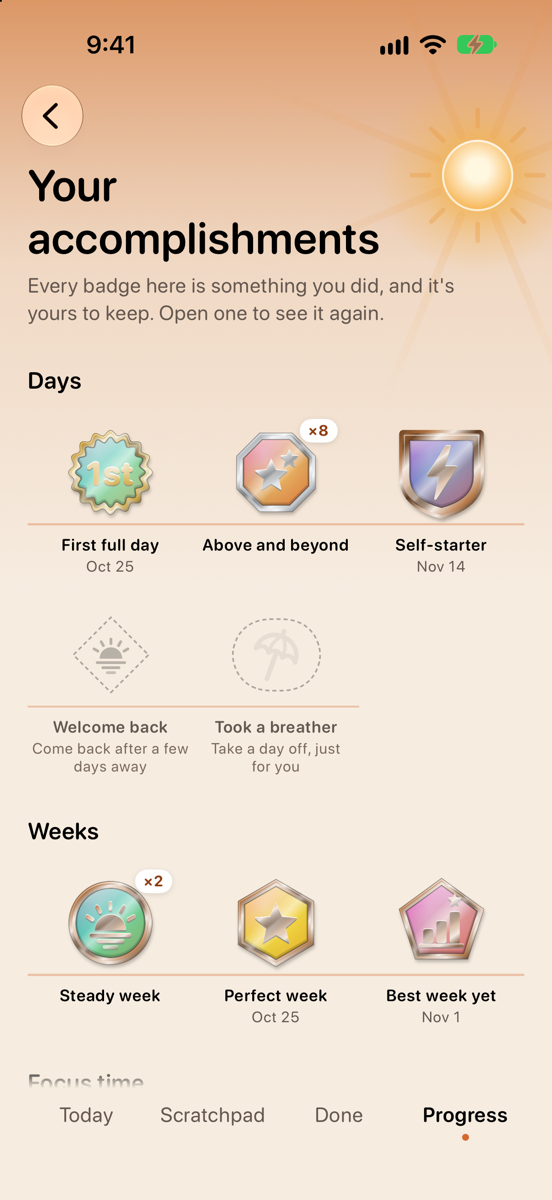 9:41
Your
accomplishments
Every badge here is something you did, and it's
yours to keep. Open one to see it again.
Days
1st
×8
First full day
Above and beyond
Self-starter
Oct 25
Nov 14
Welcome back
Took a breather
Come back after a few
days away
Take a day off, just
for you
Weeks
×2
Steady week
Perfect week
Best week yet
Oct 25
Nov 1
Focus time
Today
Scratchpad
Done
Progress